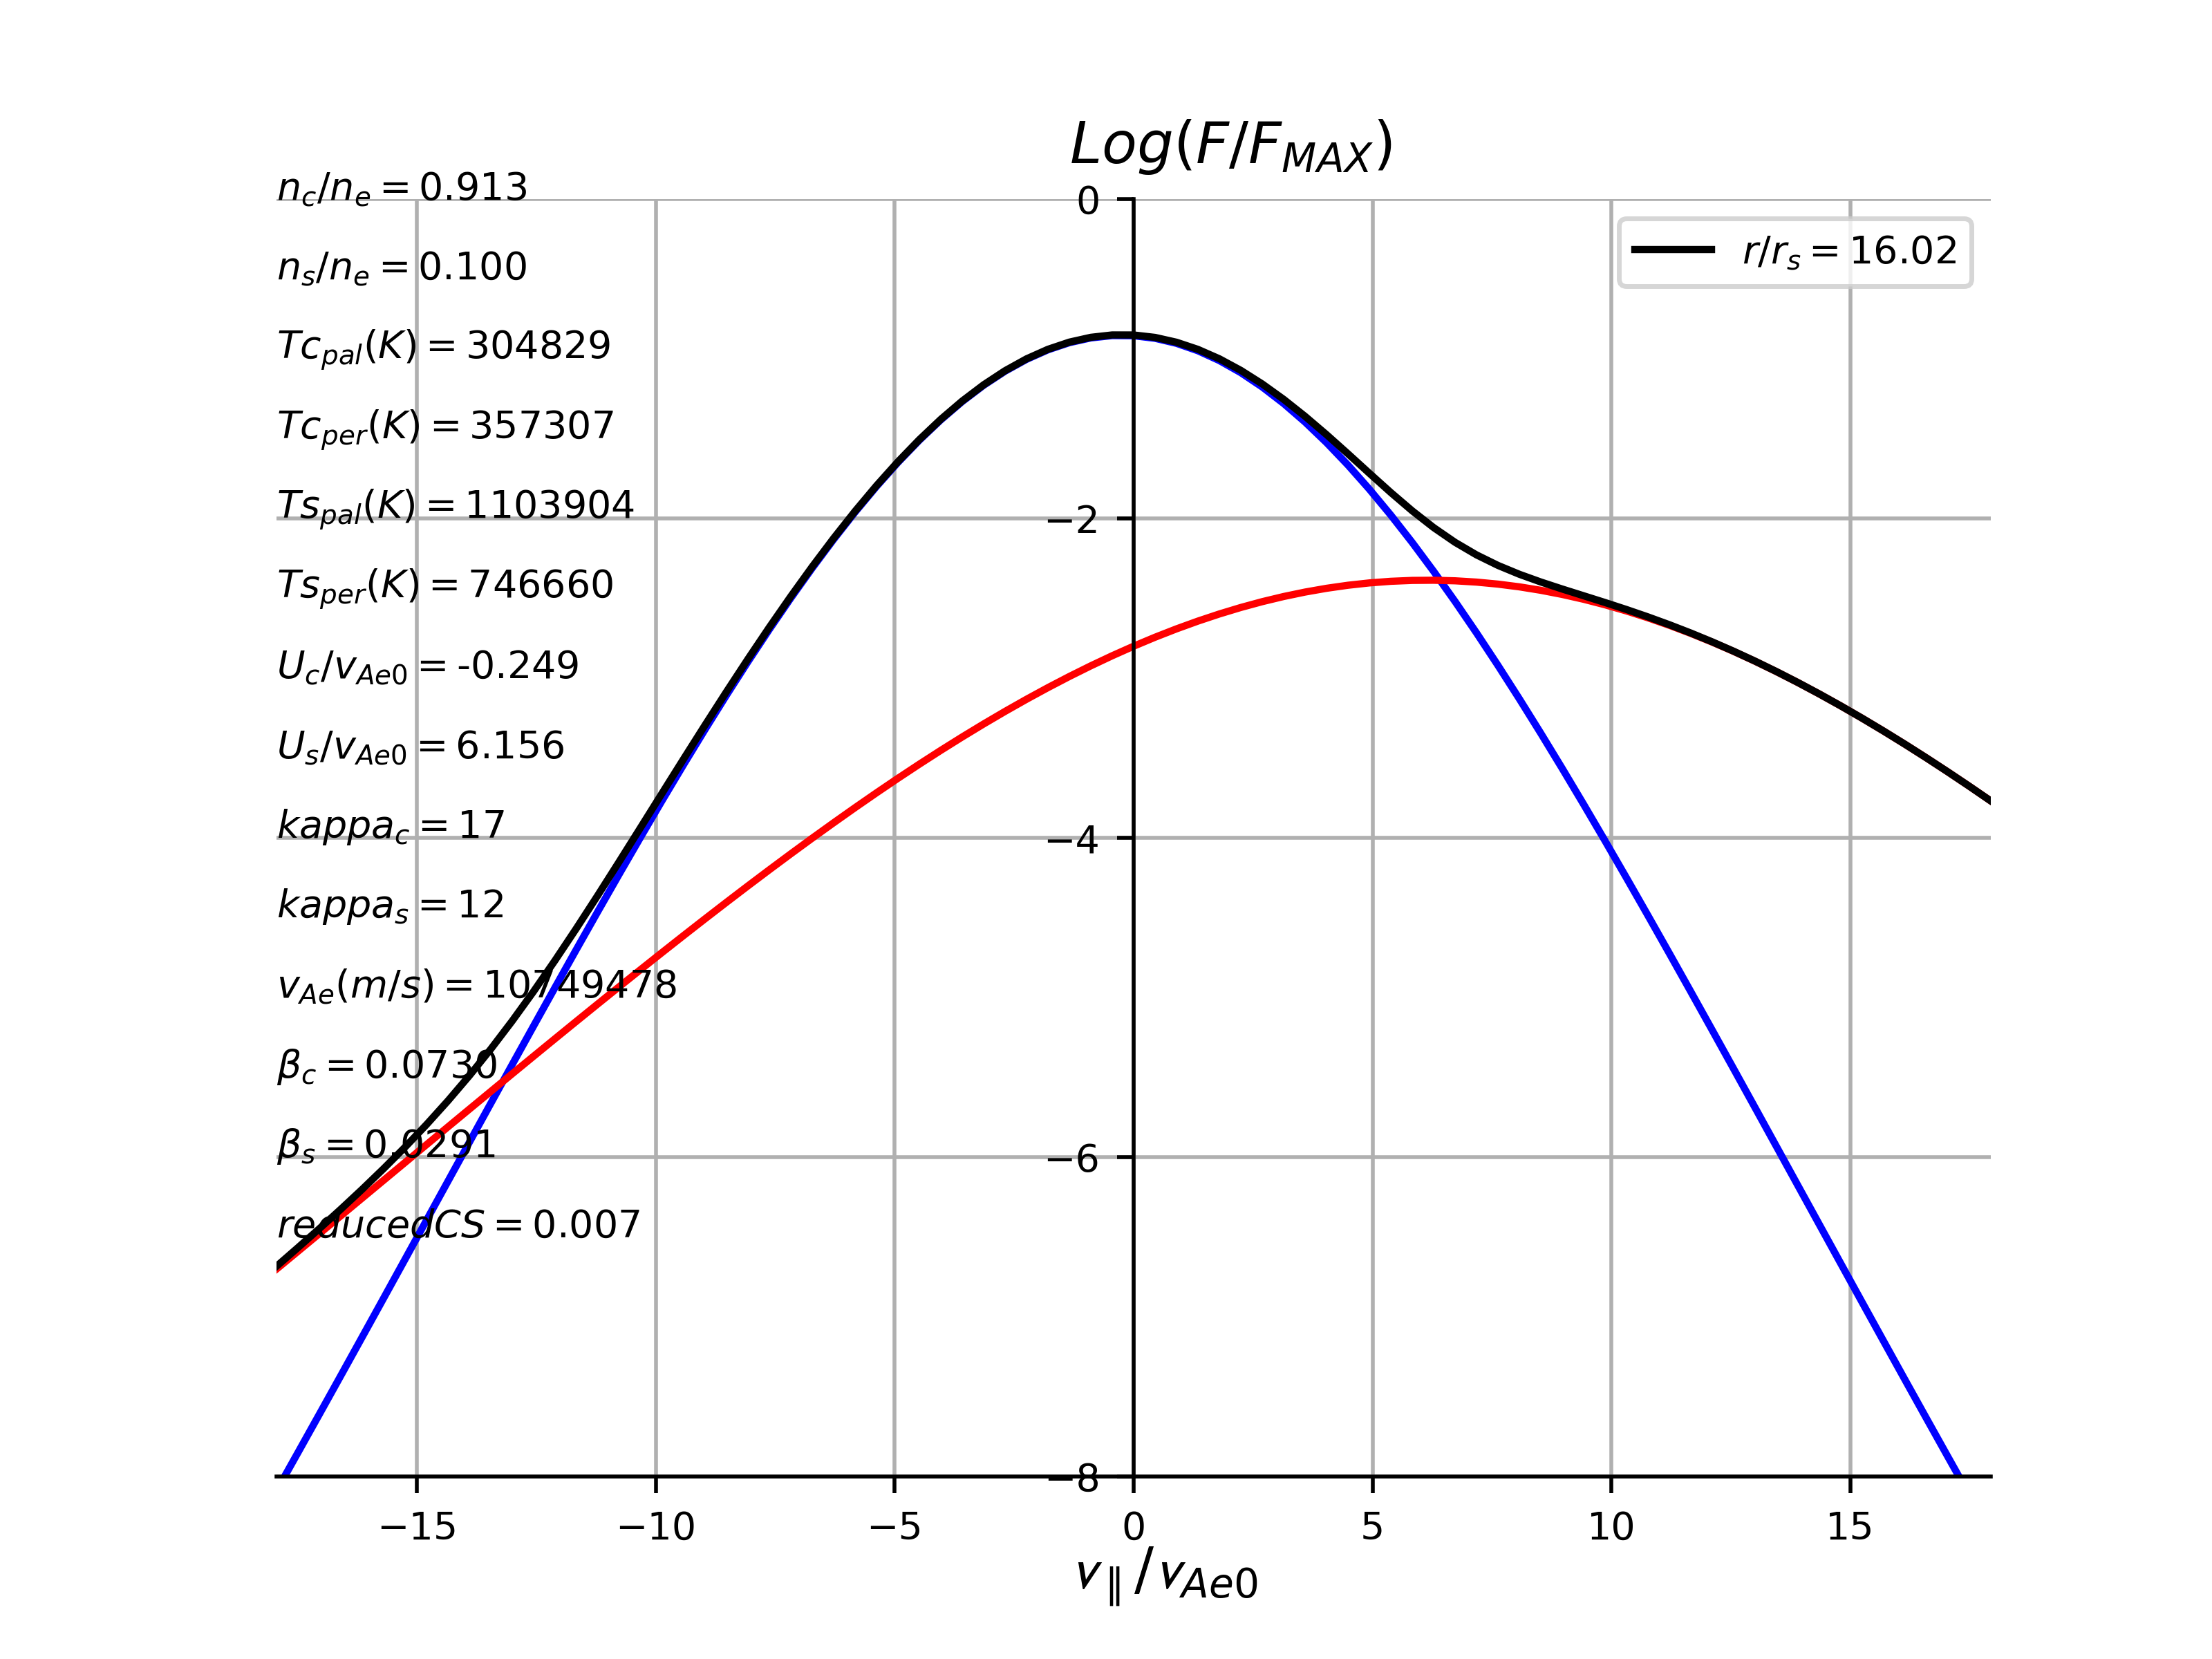 Log(F/F_MAX)
n_c/n_e = 0.913
n_s/n_e = 0.100
Tc_pal(K) = 304829
Tc_per(K) = 357307
Ts_pal(K) = 1103904
Ts_per(K) = 746660
U_c/v_Ae0 = -0.249
U_s/v_Ae0 = 6.156
kappa_c = 17
kappa_s = 12
v_Ae(m/s) = 10749478
β_c = 0.0730
β_s = 0.0291
reducedCS = 0.007
r/r_s = 16.02
0
−2
−4
−6
−8
−15 −10 −5 0 5 10 15
v_∥/v_Ae0